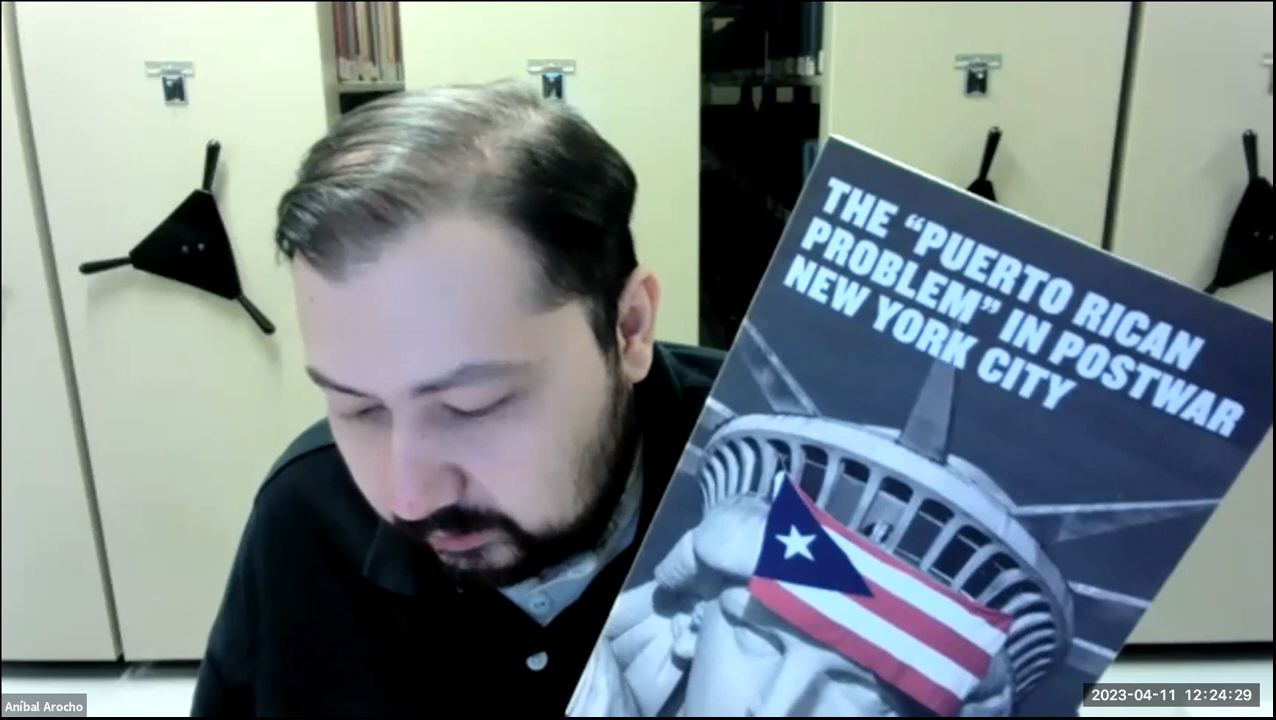 THE “PUERTO RICAN
PROBLEM” IN POSTWAR
NEW YORK CITY
Aníbal Arocho
2023-04-11 12:24:29